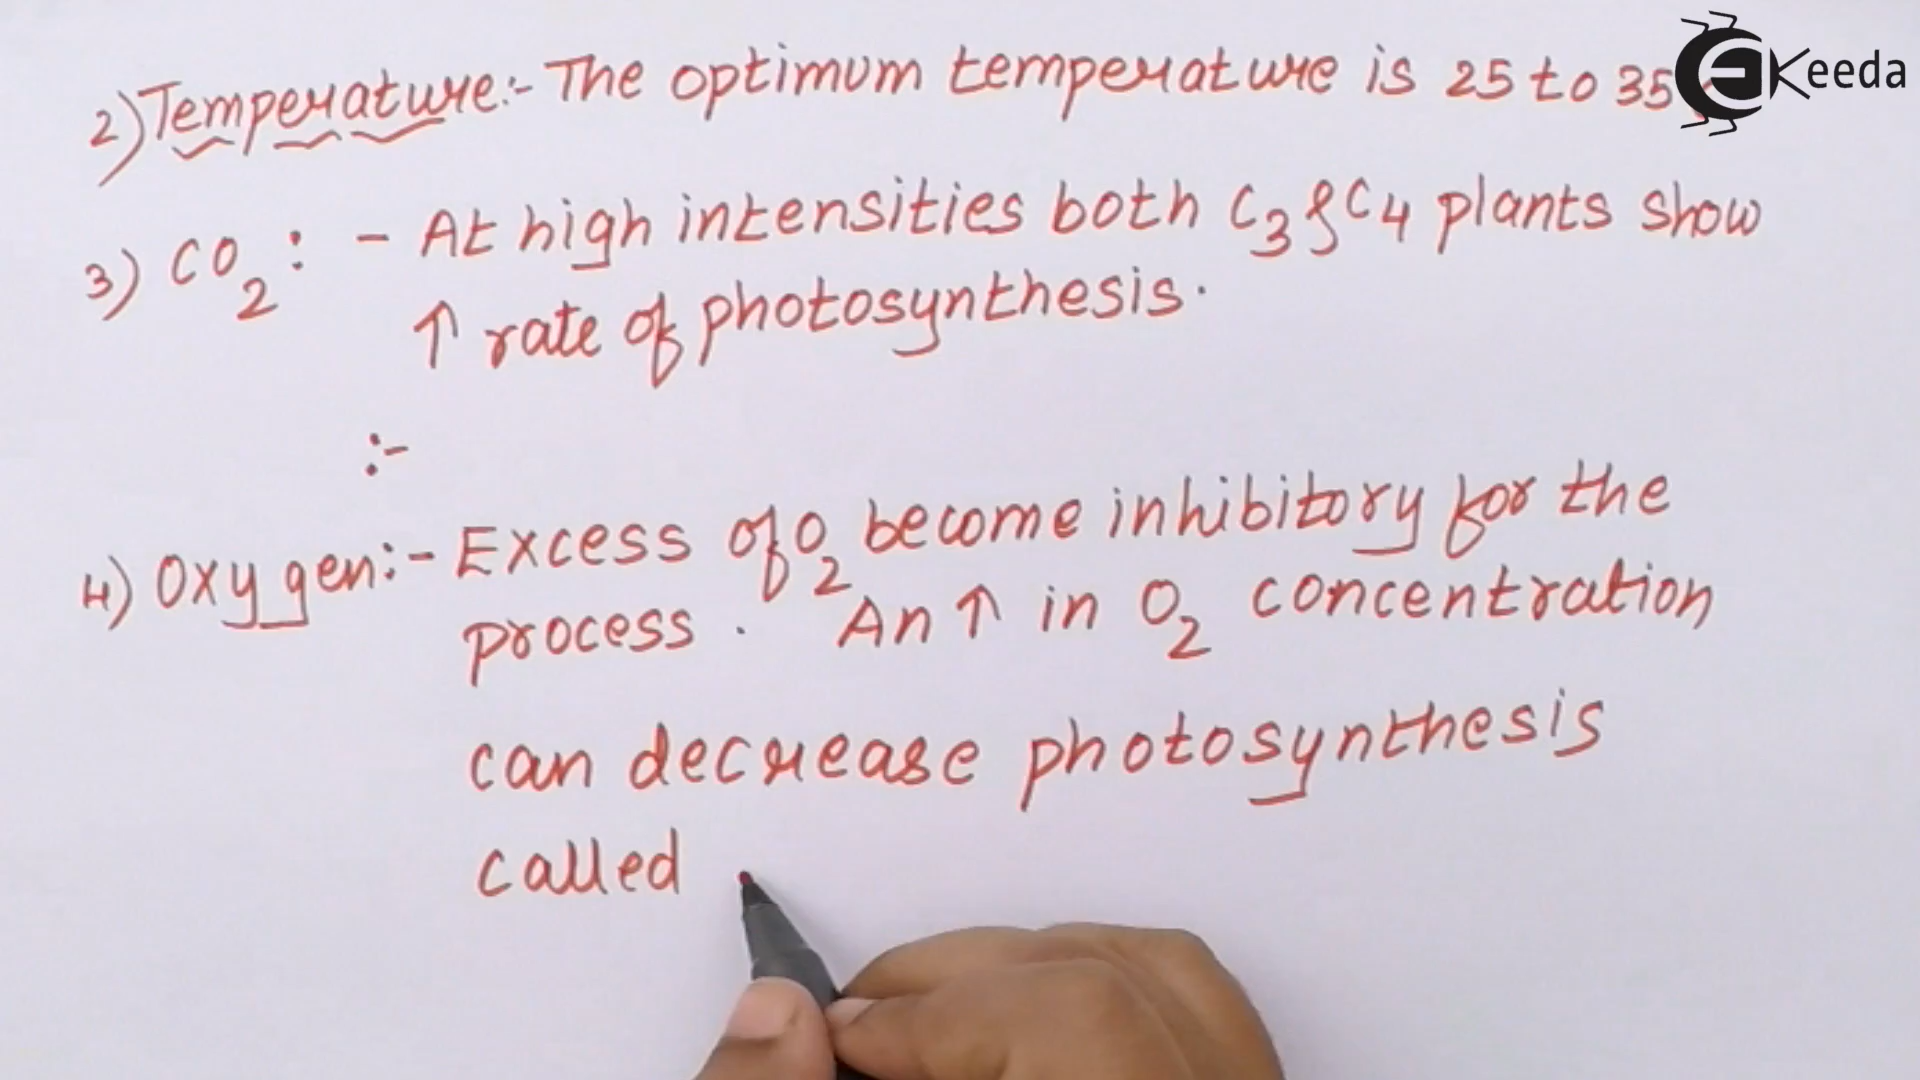 2) Temperature:- The optimum temperature is 25 to 35
EKeeda
3) CO2: - At high intensities both C3 & C4 plants show
↑ rate of photosynthesis.
:-
4) Oxygen:- Excess of O2 become inhibitory for the
process. An ↑ in O2 concentration
can decrease photosynthesis
called